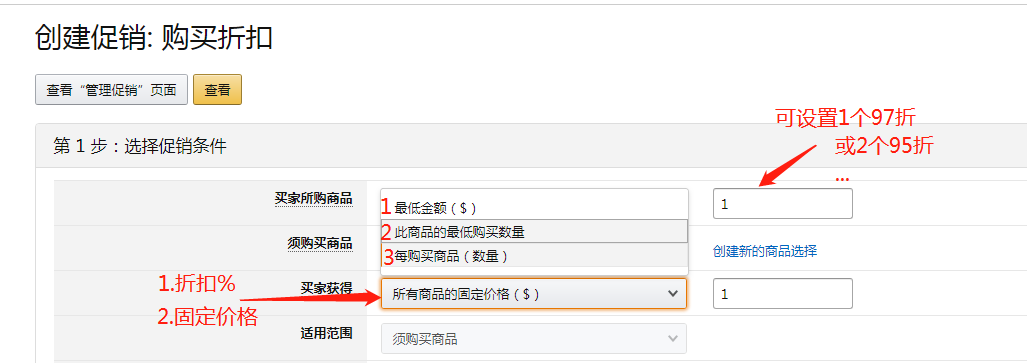 创建促销: 购买折扣
查看“管理促销”页面 查看
可设置1个97折
或2个95折
...
第 1 步：选择促销条件
买家所购商品
1 最低金额（$）
2 此商品的最低购买数量
3 每购买商品（数量）
1
须购买商品
创建新的商品选择
1.折扣%
2.固定价格
买家获得
所有商品的固定价格（$）
1
适用范围
须购买商品